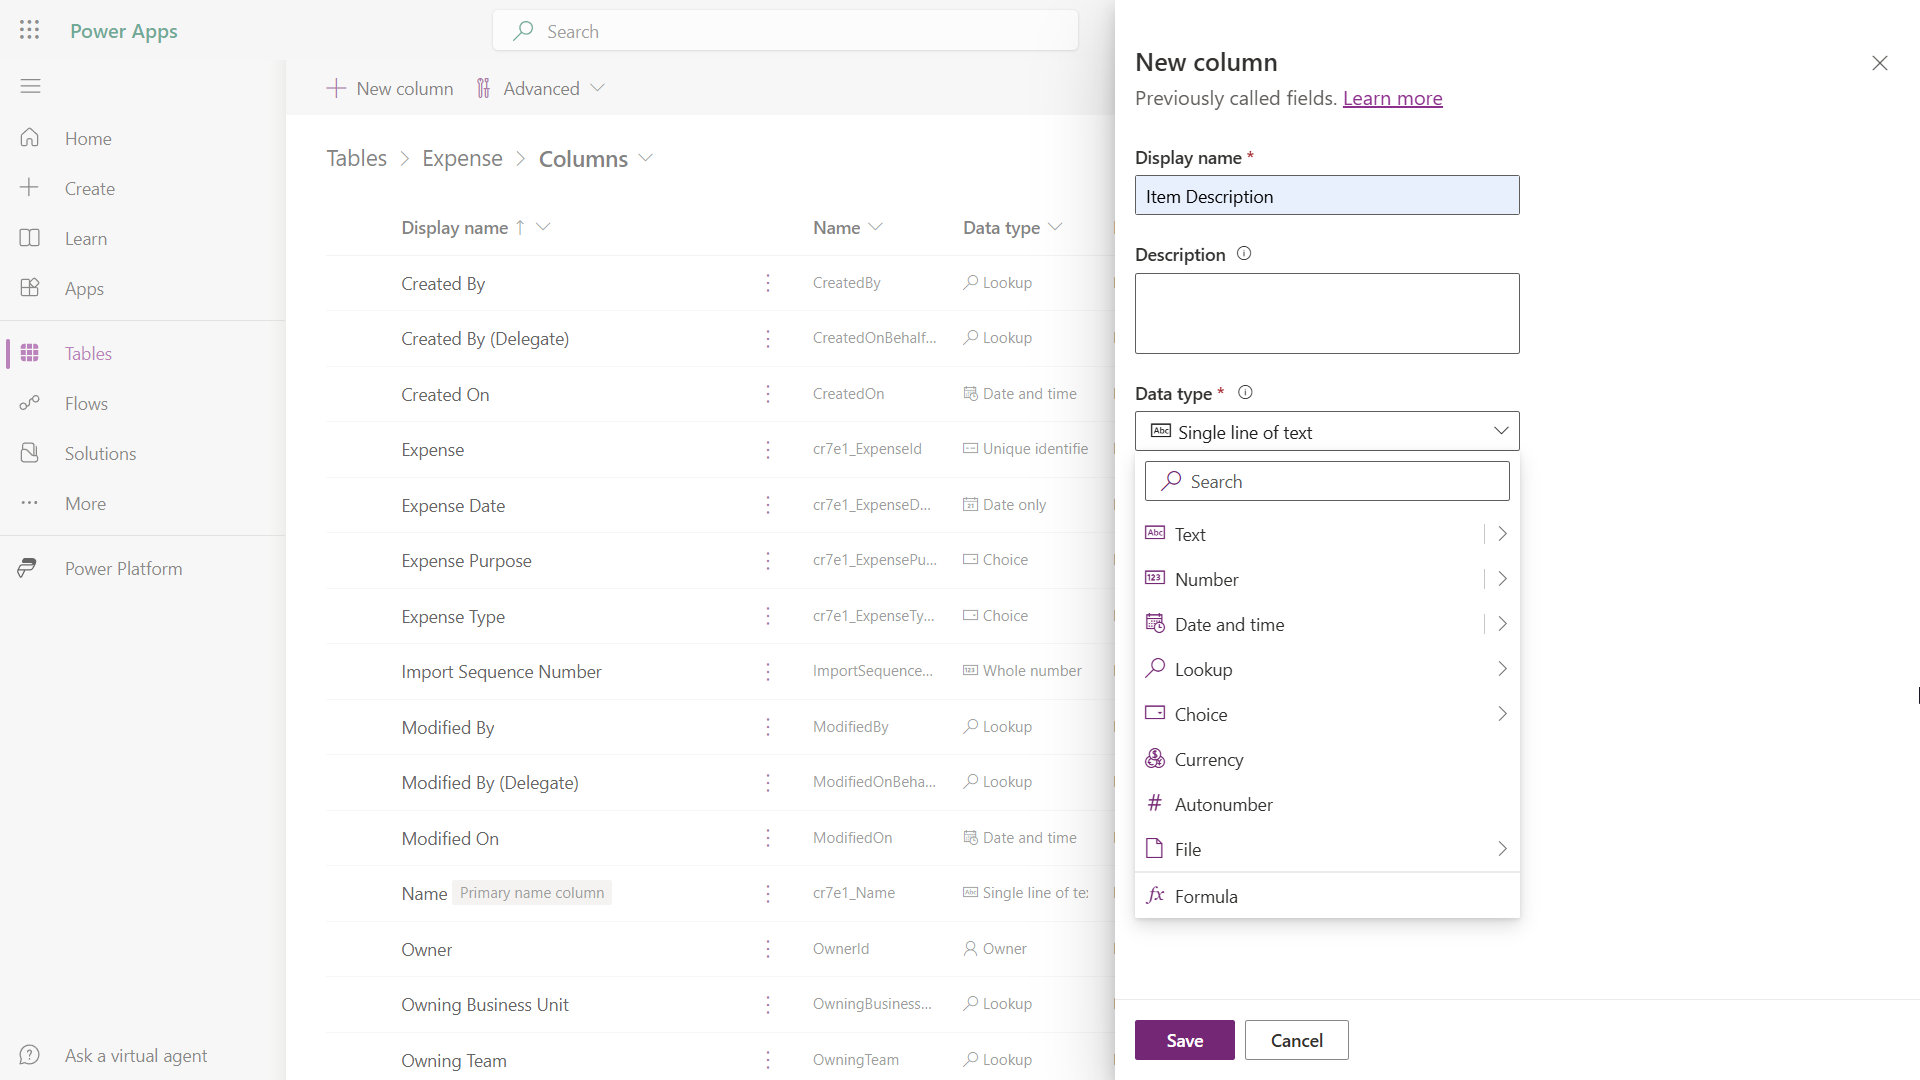 Power Apps
Search
Home
Create
Learn
Apps
Tables
Flows
Solutions
More
Power Platform
Ask a virtual agent
New column
Advanced
Tables > Expense > Columns
Display name ↑ Name Data type
Created By CreatedBy Lookup
Created By (Delegate) CreatedOnBehalf... Lookup
Created On CreatedOn Date and time
Expense cr7e1_ExpenseId Unique identifie
Expense Date cr7e1_ExpenseD... Date only
Expense Purpose cr7e1_ExpensePu... Choice
Expense Type cr7e1_ExpenseTy... Choice
Import Sequence Number ImportSequence... Whole number
Modified By ModifiedBy Lookup
Modified By (Delegate) ModifiedOnBeha... Lookup
Modified On ModifiedOn Date and time
Name Primary name column cr7e1_Name Single line of te
Owner OwnerId Owner
Owning Business Unit OwningBusiness... Lookup
Owning Team OwningTeam Lookup
New column
Previously called fields. Learn more
Display name *
Item Description
Description
Data type *
Abc Single line of text
Search
Abc Text
123 Number
Date and time
Lookup
Choice
Currency
# Autonumber
File
fx Formula
Save Cancel